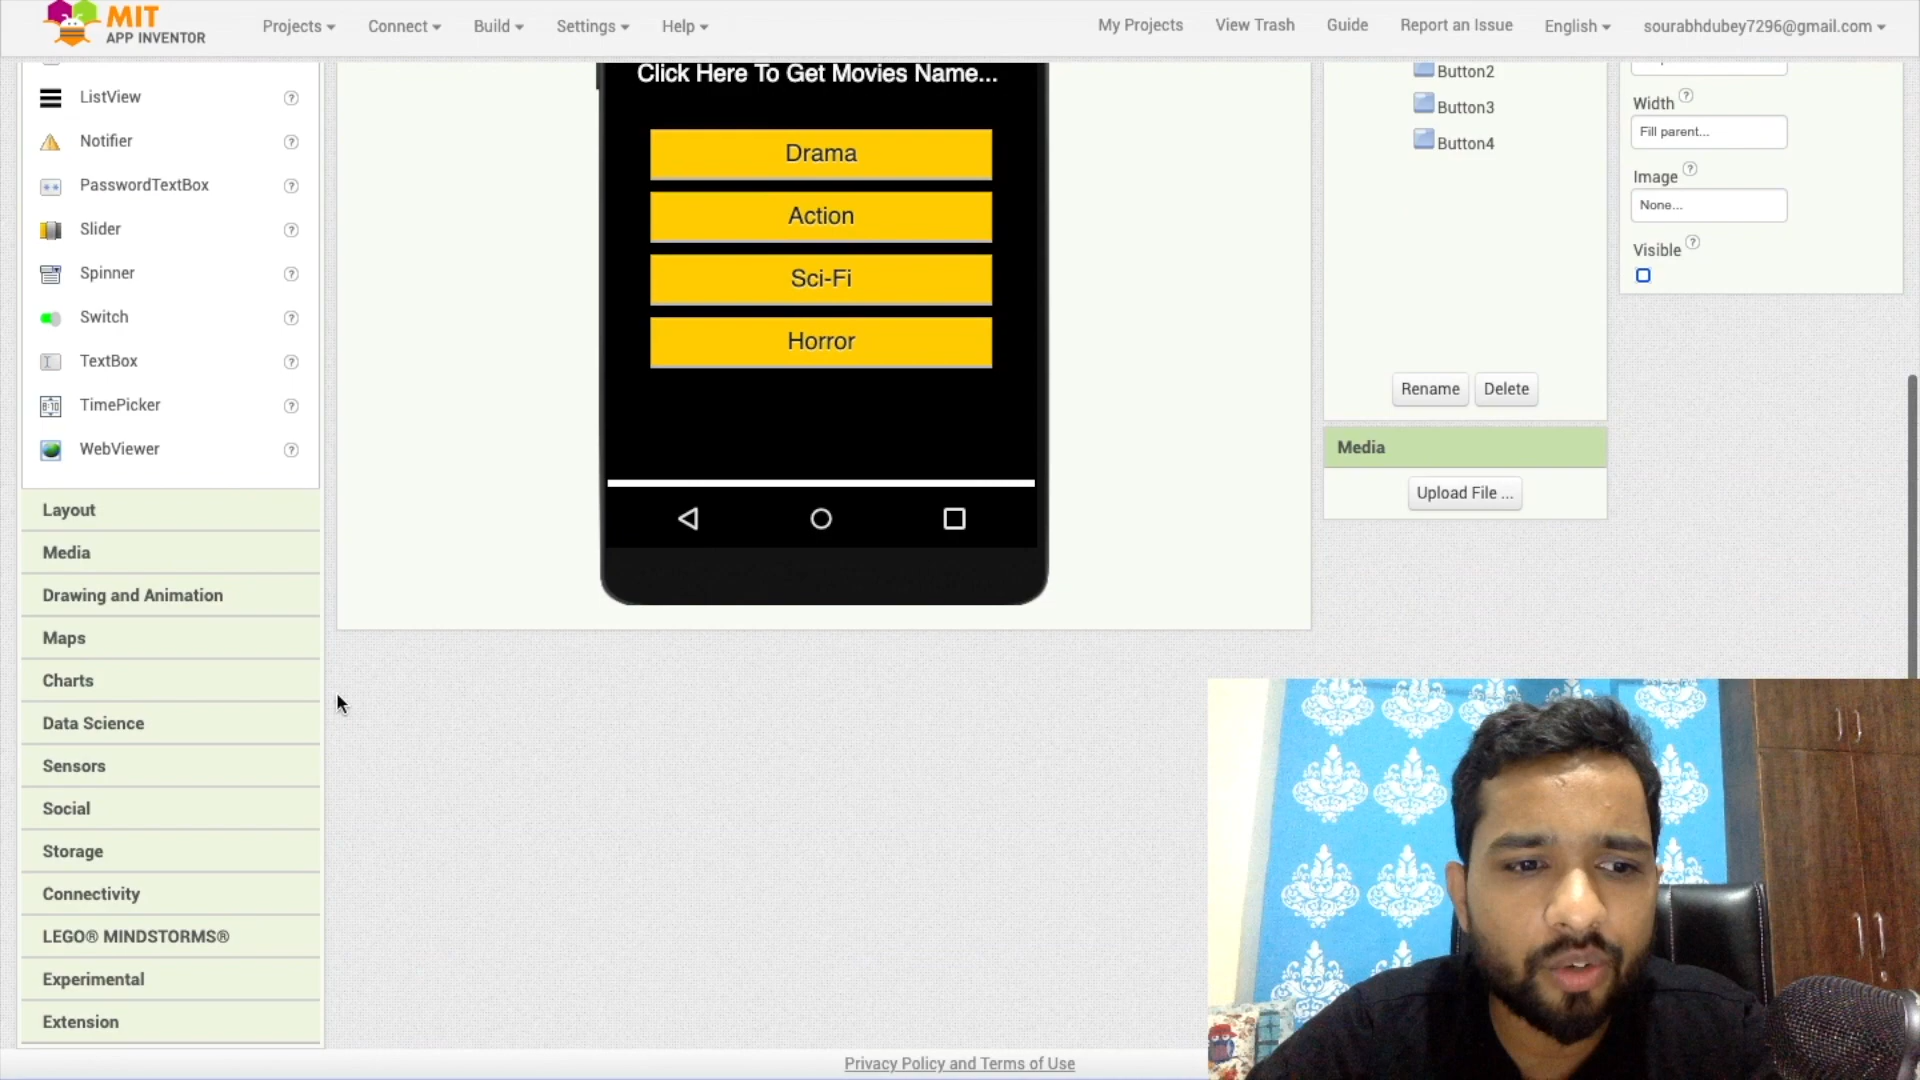 MIT
APP INVENTOR
Projects
Connect
Build
Settings
Help
My Projects
View Trash
Guide
Report an Issue
English
sourabhdubey7296@gmail.com
ListView
?
Notifier
?
PasswordTextBox
?
Slider
?
Spinner
?
Switch
?
TextBox
?
TimePicker
?
WebViewer
?
Layout
Media
Drawing and Animation
Maps
Charts
Data Science
Sensors
Social
Storage
Connectivity
LEGO® MINDSTORMS®
Experimental
Extension
Click Here To Get Movies Name...
Drama
Action
Sci-Fi
Horror
Button2
Button3
Button4
Rename
Delete
Media
Upload File ...
Width ?
Fill parent...
Image ?
None...
Visible ?
Privacy Policy and Terms of Use